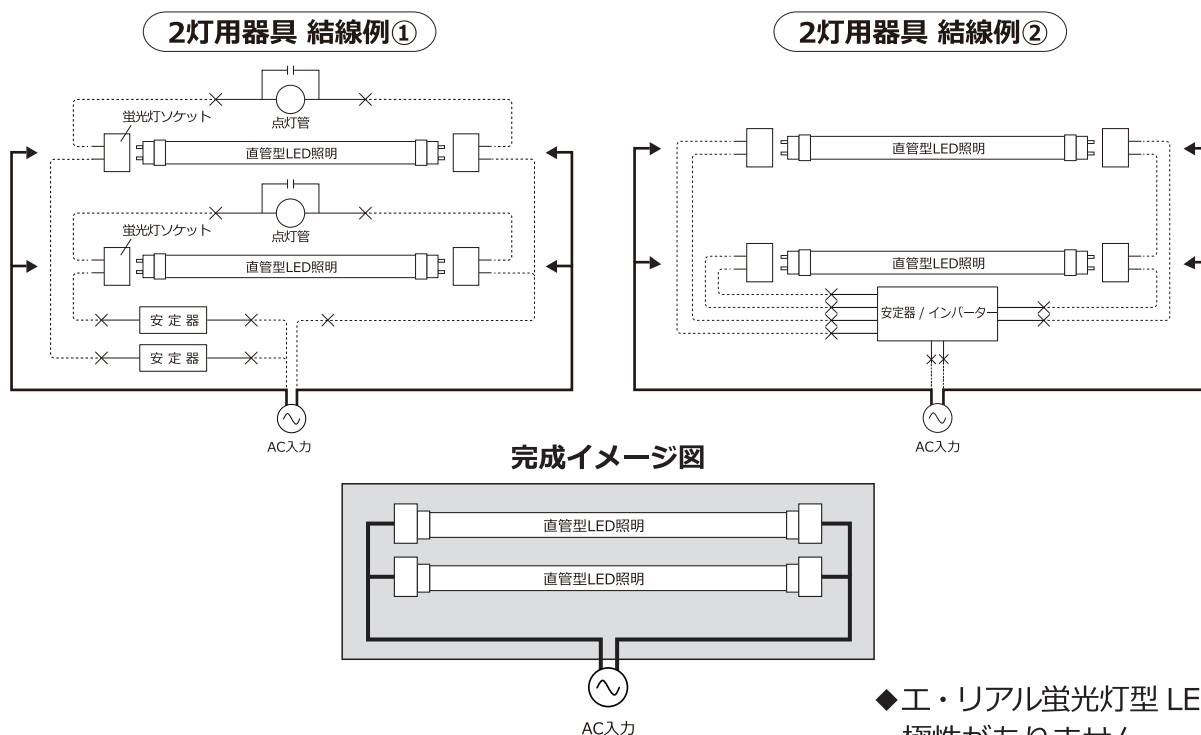 2灯用器具 結線例①
点灯管
蛍光灯ソケット
直管型LED照明
点灯管
蛍光灯ソケット
直管型LED照明
安定器
安定器
AC入力
2灯用器具 結線例②
直管型LED照明
直管型LED照明
安定器 / インバーター
AC入力
完成イメージ図
直管型LED照明
直管型LED照明
AC入力
◆エ・リアル蛍光灯型 LE
極性がありません